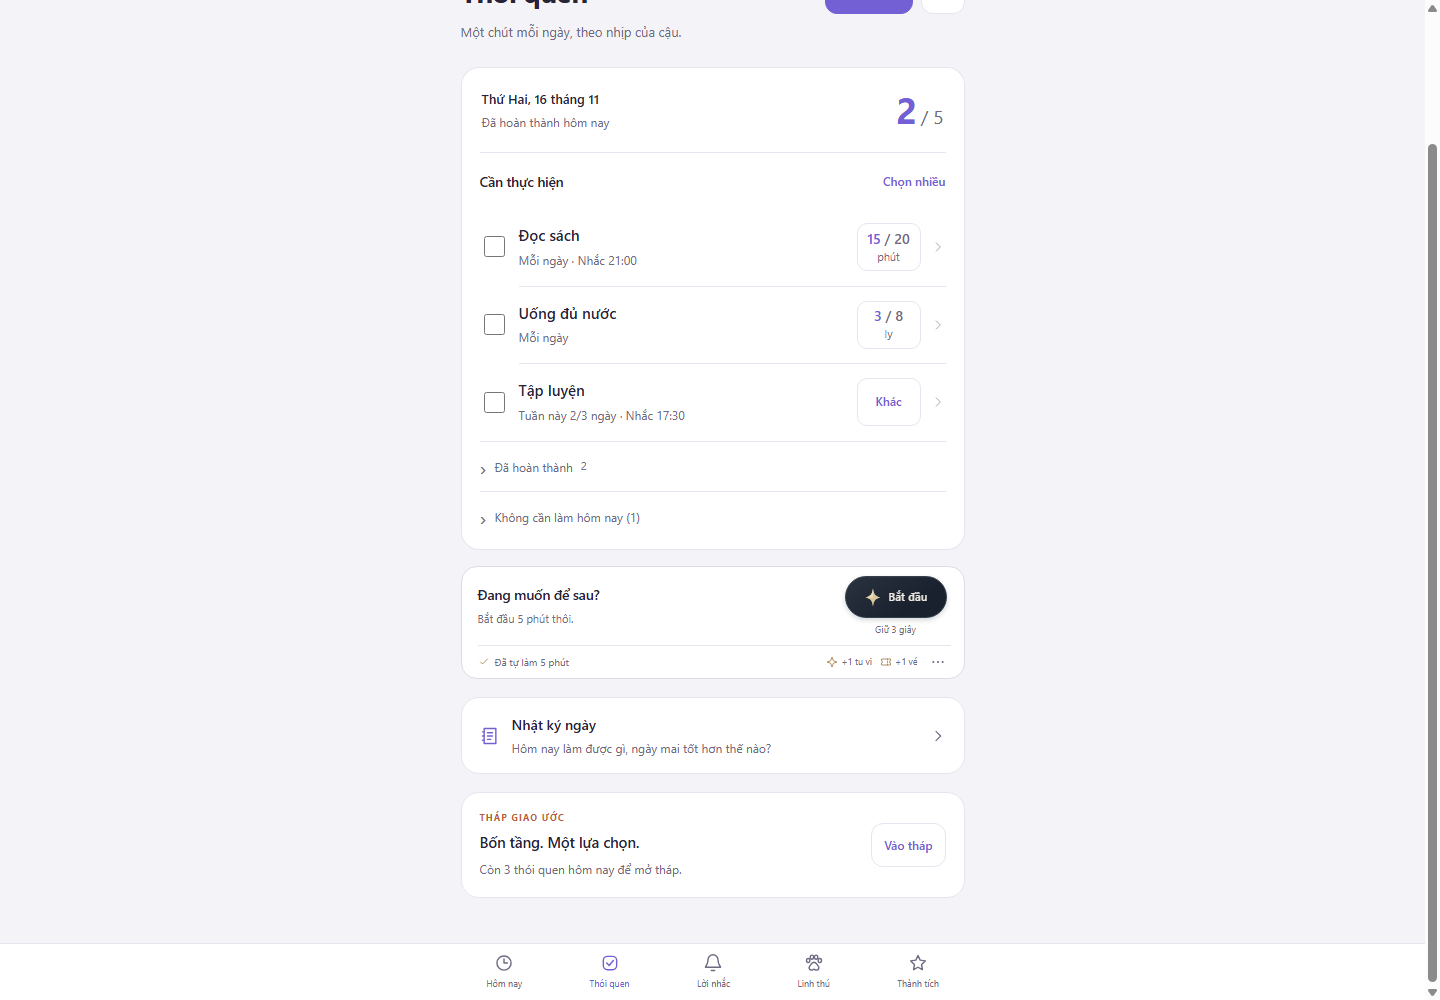 Thói quen
Một chút mỗi ngày, theo nhịp của cậu.
Thứ Hai, 16 tháng 11
Đã hoàn thành hôm nay
2 / 5
Cần thực hiện
Chọn nhiều
Đọc sách
Mỗi ngày · Nhắc 21:00
15 / 20
phút
Uống đủ nước
Mỗi ngày
3 / 8
ly
Tập luyện
Tuần này 2/3 ngày · Nhắc 17:30
Khác
Đã hoàn thành 2
Không cần làm hôm nay (1)
Đang muốn để sau?
Bắt đầu 5 phút thôi.
Bắt đầu
Giữ 3 giây
Đã tự làm 5 phút
+1 tu vi
+1 vé
Nhật ký ngày
Hôm nay làm được gì, ngày mai tốt hơn thế nào?
THÁP GIAO ƯỚC
Bốn tầng. Một lựa chọn.
Còn 3 thói quen hôm nay để mở tháp.
Vào tháp
Hôm nay
Thói quen
Lời nhắc
Linh thú
Thành tích